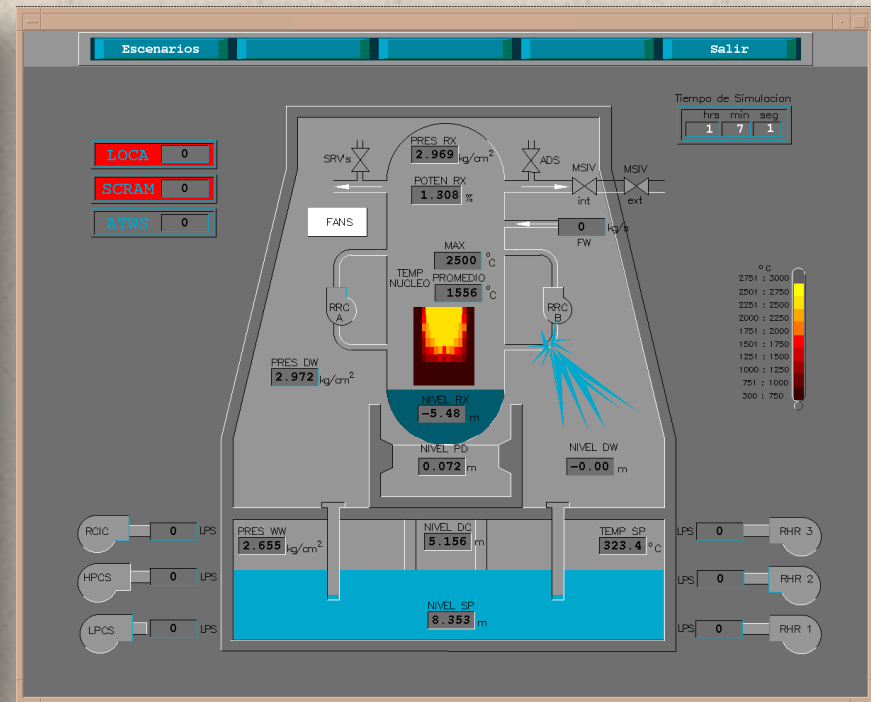 Escenarios
Salir
Tiempo de Simulacion
hrs min seg
1 7 1
LOCA 0
SCRAM 0
ATWS 0
PRES RX
2.969 kg/cm²
SRV's
ADS
MSIV
int
MSIV
ext
POTEN RX
1.308 %
FANS
0 kg/s
FW
MAX
2500 °C
TEMP NUCLEO
PROMEDIO
1556 °C
RRC A
RRC B
°C
2751 : 3000
2501 : 2750
2251 : 2500
2000 : 2250
1751 : 2000
1501 : 1750
1251 : 1500
1000 : 1250
751 : 1000
300 : 750
PRES DW
2.972 kg/cm²
NIVEL RX
-5.48 m
NIVEL PD
0.072 m
NIVEL DW
-0.00 m
RCIC 0 LPS
PRES WW
2.655 kg/cm²
NIVEL DC
5.156 m
TEMP SP
323.4 °C
LPS 0 RHR 3
HPCS 0 LPS
LPS 0 RHR 2
NIVEL SP
8.353 m
LPCS 0 LPS
LPS 0 RHR 1